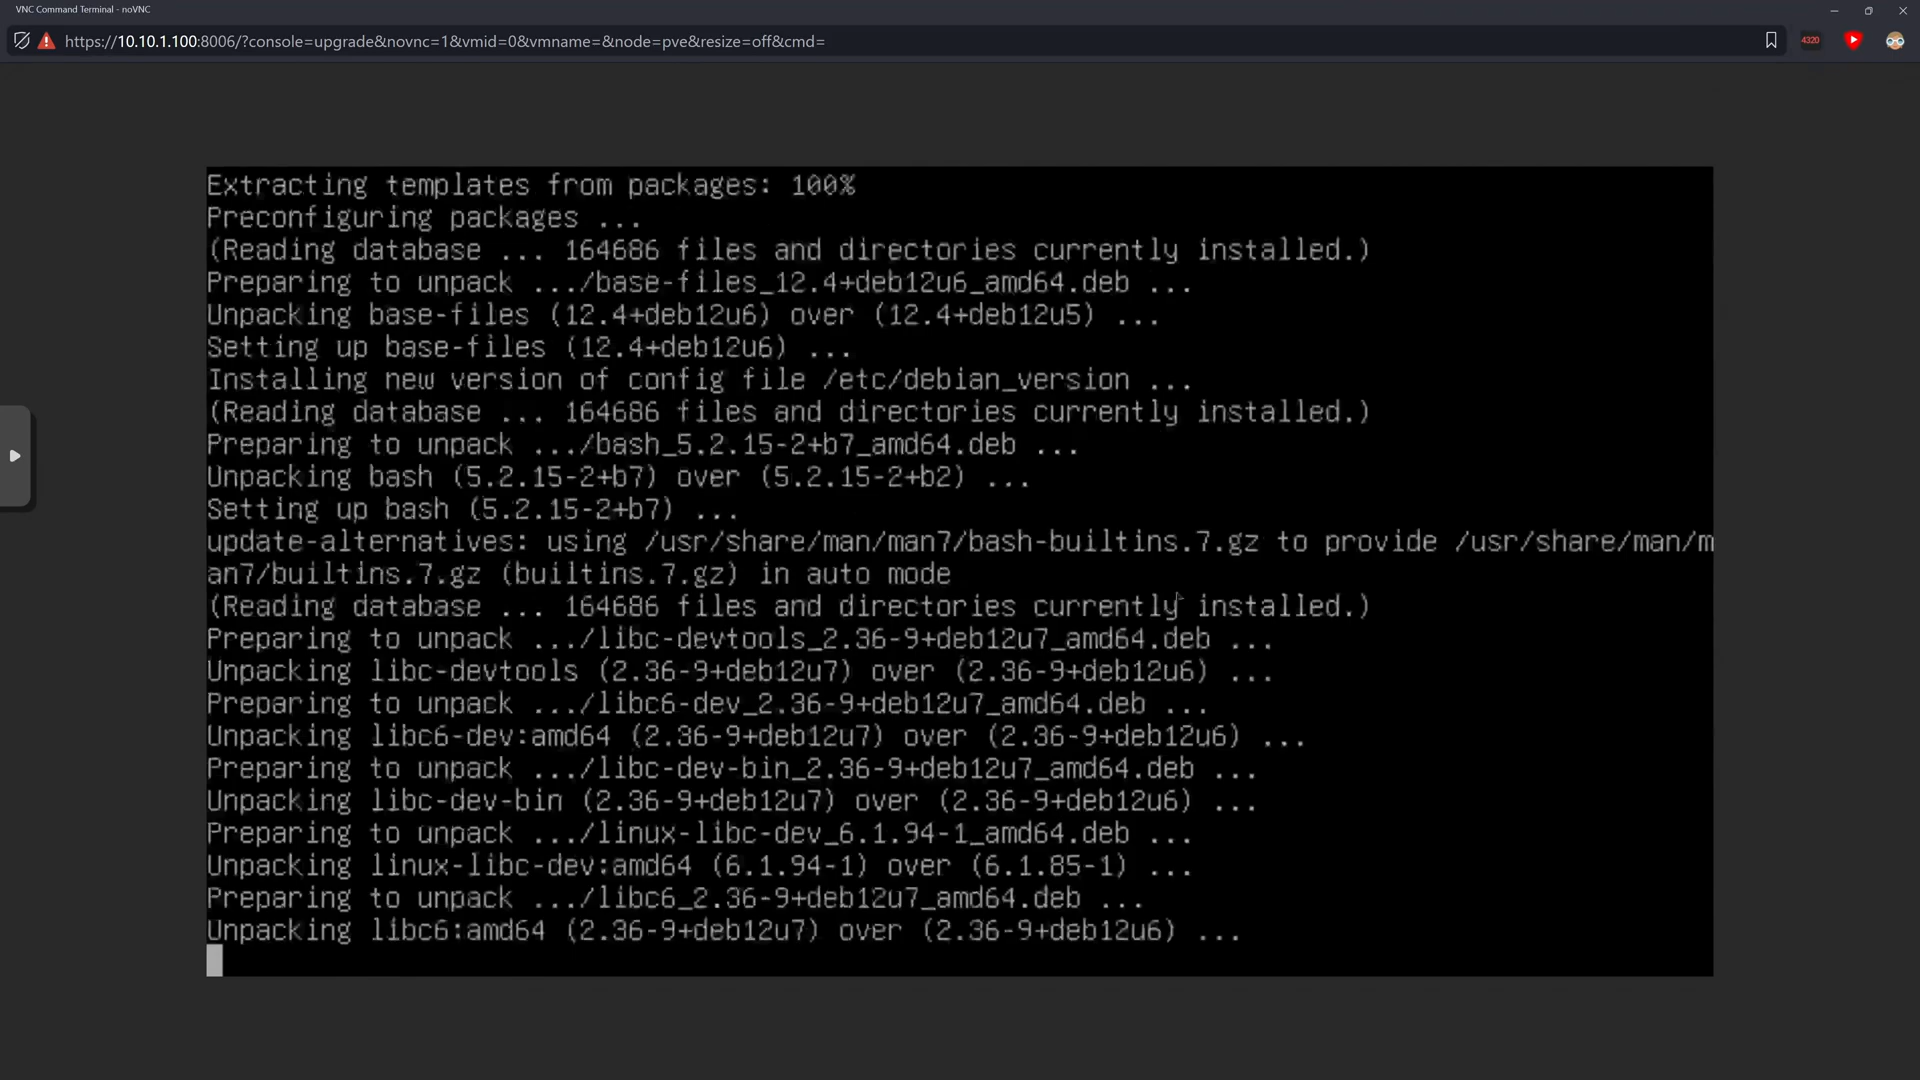 VNC Command Terminal - noVNC
https://10.10.1.100:8006/?console=upgrade&novnc=1&vmid=0&vmname=&node=pve&resize=off&cmd=
4320
Extracting templates from packages: 100%
Preconfiguring packages ...
(Reading database ... 164686 files and directories currently installed.)
Preparing to unpack .../base-files_12.4+deb12u6_amd64.deb ...
Unpacking base-files (12.4+deb12u6) over (12.4+deb12u5) ...
Setting up base-files (12.4+deb12u6) ...
Installing new version of config file /etc/debian_version ...
(Reading database ... 164686 files and directories currently installed.)
Preparing to unpack .../bash_5.2.15-2+b7_amd64.deb ...
Unpacking bash (5.2.15-2+b7) over (5.2.15-2+b2) ...
Setting up bash (5.2.15-2+b7) ...
update-alternatives: using /usr/share/man/man7/bash-builtins.7.gz to provide /usr/share/man/m
an7/builtins.7.gz (builtins.7.gz) in auto mode
(Reading database ... 164686 files and directories currently installed.)
Preparing to unpack .../libc-devtools_2.36-9+deb12u7_amd64.deb ...
Unpacking libc-devtools (2.36-9+deb12u7) over (2.36-9+deb12u6) ...
Preparing to unpack .../libc6-dev_2.36-9+deb12u7_amd64.deb ...
Unpacking libc6-dev:amd64 (2.36-9+deb12u7) over (2.36-9+deb12u6) ...
Preparing to unpack .../libc-dev-bin_2.36-9+deb12u7_amd64.deb ...
Unpacking libc-dev-bin (2.36-9+deb12u7) over (2.36-9+deb12u6) ...
Preparing to unpack .../linux-libc-dev_6.1.94-1_amd64.deb ...
Unpacking linux-libc-dev:amd64 (6.1.94-1) over (6.1.85-1) ...
Preparing to unpack .../libc6_2.36-9+deb12u7_amd64.deb ...
Unpacking libc6:amd64 (2.36-9+deb12u7) over (2.36-9+deb12u6) ...